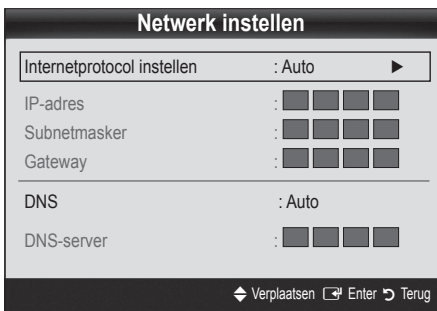 Netwerk instellen
Internetprotocol instellen : Auto ►
IP-adres :
Subnetmasker :
Gateway :
DNS : Auto
DNS-server :
Verplaatsen Enter Terug